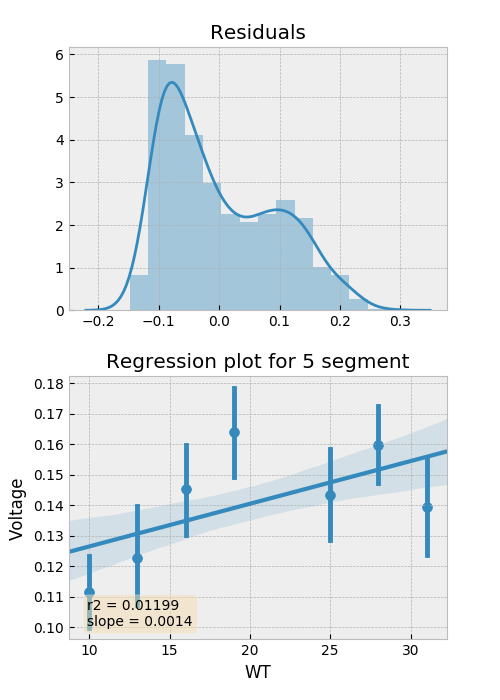 Residuals
6
5
4
3
2
1
0
−0.2 −0.1 0.0 0.1 0.2 0.3
Regression plot for 5 segment
0.18
0.17
0.16
0.15
0.14
0.13
0.12
0.11
0.10
Voltage
r2 = 0.01199
slope = 0.0014
10 15 20 25 30
WT